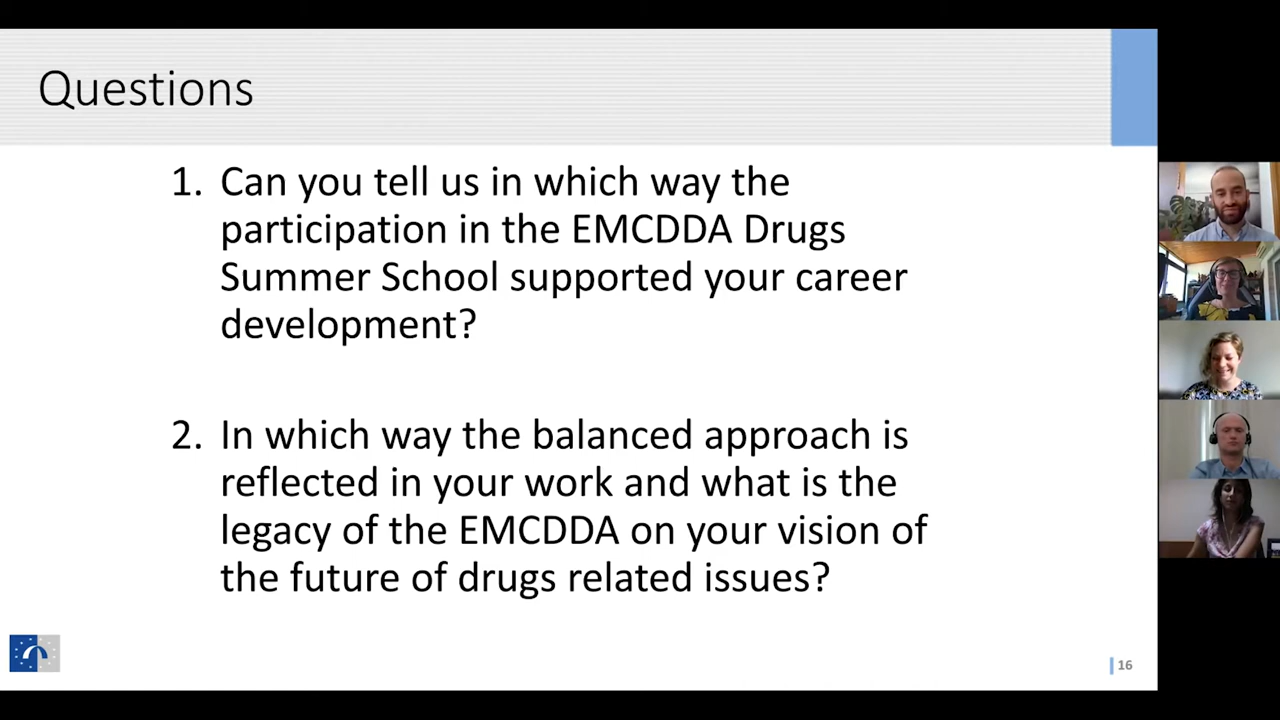 Questions
1. Can you tell us in which way the
participation in the EMCDDA Drugs
Summer School supported your career
development?
2. In which way the balanced approach is
reflected in your work and what is the
legacy of the EMCDDA on your vision of
the future of drugs related issues?
16